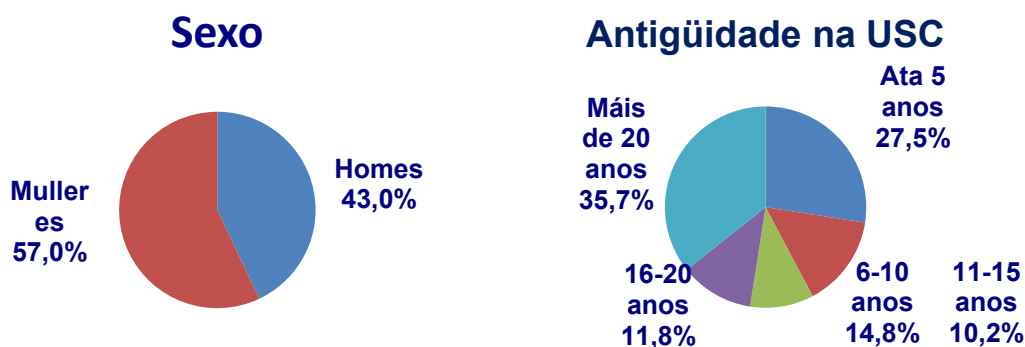 Sexo
Homes
43,0%
Muller
es
57,0%
Antigüidade na USC
Ata 5
anos
27,5%
6-10
anos
14,8%
11-15
anos
10,2%
16-20
anos
11,8%
Máis
de 20
anos
35,7%